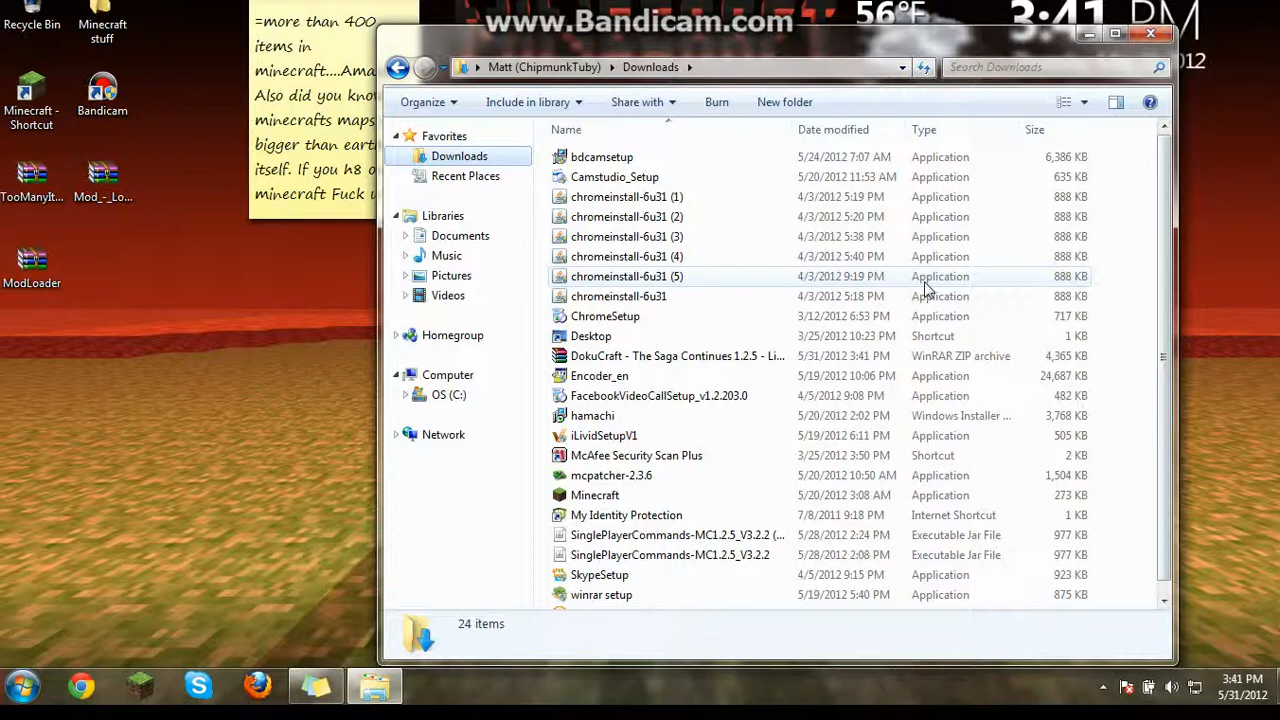 www.Bandicam.com
56°F
3:41 PM
2012
Recycle Bin
Minecraft stuff
Minecraft - Shortcut
Bandicam
TooManyIt...
Mod_-_Lo...
ModLoader
=more than 400
items in
minecraft....Ama
Also did you know
minecrafts maps
bigger than eart
itself. If you h8 o
minecraft Fuck u
Matt (ChipmunkTuby) Downloads
Search Downloads
Organize Include in library Share with Burn New folder
Favorites
Downloads
Recent Places
Libraries
Documents
Music
Pictures
Videos
Homegroup
Computer
OS (C:)
Network
Name Date modified Type Size
bdcamsetup 5/24/2012 7:07 AM Application 6,386 KB
Camstudio_Setup 5/20/2012 11:53 AM Application 635 KB
chromeinstall-6u31 (1) 4/3/2012 5:19 PM Application 888 KB
chromeinstall-6u31 (2) 4/3/2012 5:20 PM Application 888 KB
chromeinstall-6u31 (3) 4/3/2012 5:38 PM Application 888 KB
chromeinstall-6u31 (4) 4/3/2012 5:40 PM Application 888 KB
chromeinstall-6u31 (5) 4/3/2012 9:19 PM Application 888 KB
chromeinstall-6u31 4/3/2012 5:18 PM Application 888 KB
ChromeSetup 3/12/2012 6:53 PM Application 717 KB
Desktop 3/25/2012 10:23 PM Shortcut 1 KB
DokuCraft - The Saga Continues 1.2.5 - Li... 5/31/2012 3:41 PM WinRAR ZIP archive 4,365 KB
Encoder_en 5/19/2012 10:06 PM Application 24,687 KB
FacebookVideoCallSetup_v1.2.203.0 4/5/2012 9:08 PM Application 482 KB
hamachi 5/20/2012 2:02 PM Windows Installer ... 3,768 KB
iLividSetupV1 5/19/2012 6:11 PM Application 505 KB
McAfee Security Scan Plus 3/25/2012 3:50 PM Shortcut 2 KB
mcpatcher-2.3.6 5/20/2012 10:50 AM Application 1,504 KB
Minecraft 5/20/2012 3:08 AM Application 273 KB
My Identity Protection 7/8/2011 9:18 PM Internet Shortcut 1 KB
SinglePlayerCommands-MC1.2.5_V3.2.2 (... 5/28/2012 2:24 PM Executable Jar File 977 KB
SinglePlayerCommands-MC1.2.5_V3.2.2 5/28/2012 2:08 PM Executable Jar File 977 KB
SkypeSetup 4/5/2012 9:15 PM Application 923 KB
winrar setup 5/19/2012 5:40 PM Application 875 KB
24 items
3:41 PM
5/31/2012